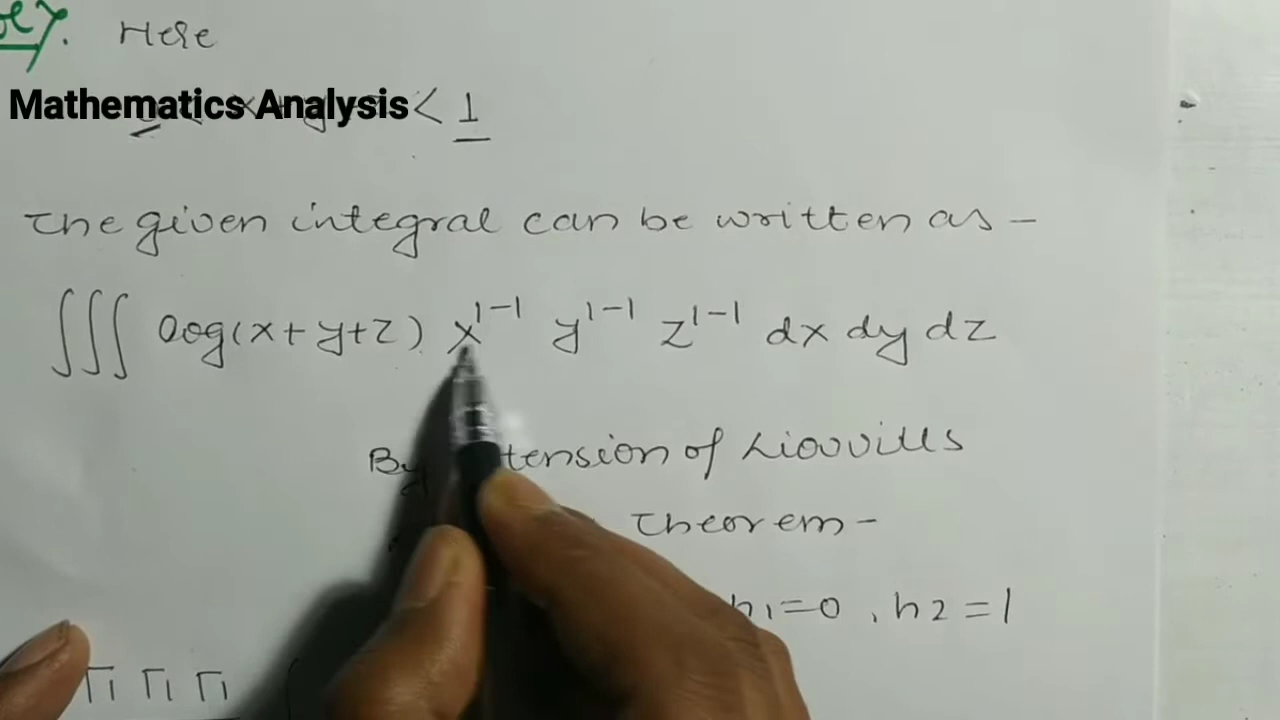 Here
Mathematics Analysis < 1
The given integral can be written as –
∫∫∫ log(x+y+z) x^{1-1} y^{1-1} z^{1-1} dx dy dz
By tension of Liouvills
Theorem –
h1=0 , h2=1
Γ1 Γ1 Γ1